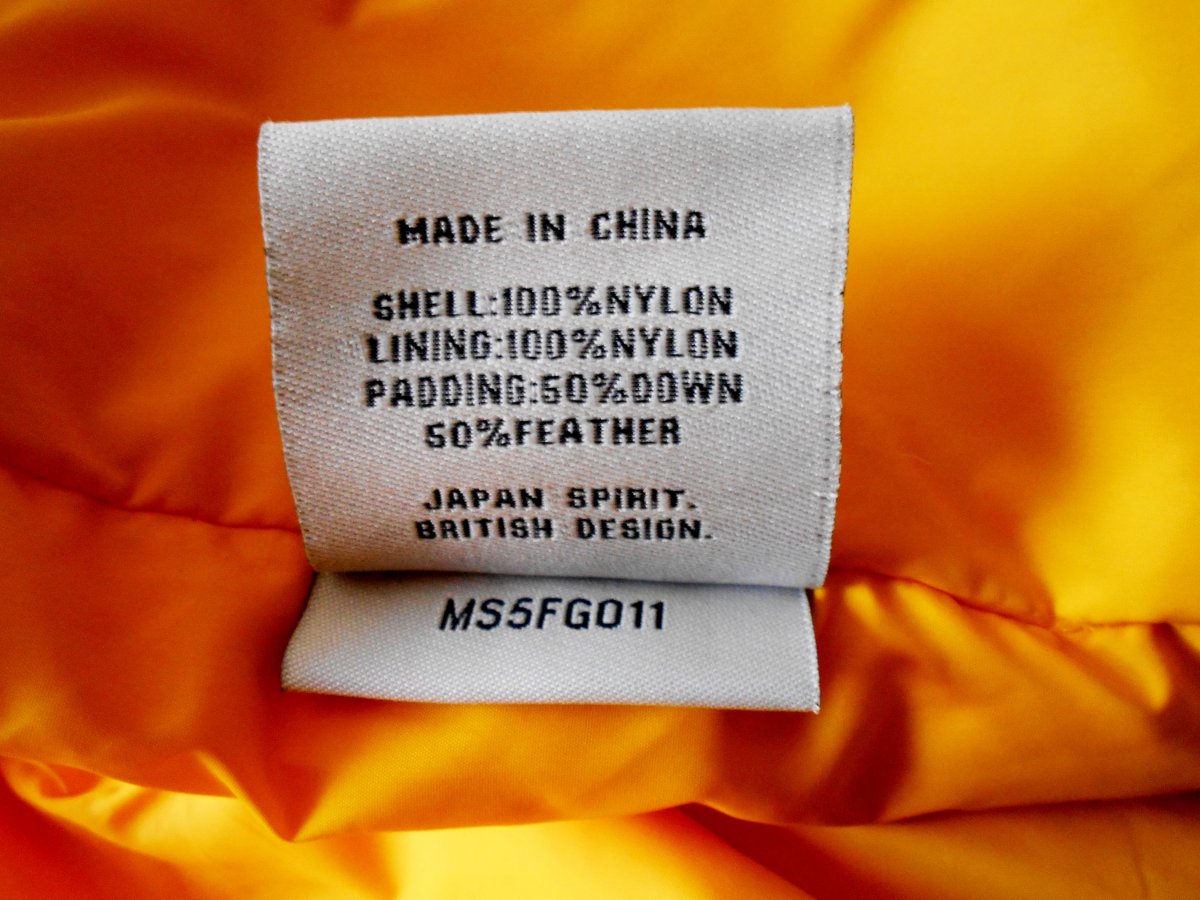 MADE IN CHINA
SHELL:100%NYLON
LINING:100%NYLON
PADDING:50%DOWN
50%FEATHER
JAPAN SPiRIT.
BRITISH DESIGN.
MS5FG011